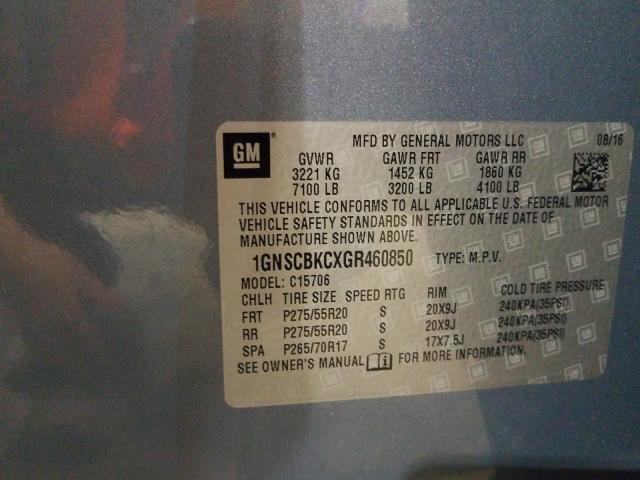 GM ® MFD BY GENERAL MOTORS LLC 08/16
GVWR GAWR FRT GAWR RR
3221 KG 1452 KG 1860 KG
7100 LB 3200 LB 4100 LB
THIS VEHICLE CONFORMS TO ALL APPLICABLE U.S. FEDERAL MOTOR
VEHICLE SAFETY STANDARDS IN EFFECT ON THE DATE OF
MANUFACTURE SHOWN ABOVE.
1GNSCBKCXGR460850 TYPE: M.P.V.
MODEL: C15706
CHLH TIRE SIZE SPEED RTG RIM COLD TIRE PRESSURE
FRT P275/55R20 S 20X9J 240KPA(35PSI)
RR P275/55R20 S 20X9J 240KPA(35PSI)
SPA P265/70R17 S 17X7.5J 240KPA(35PSI)
SEE OWNER'S MANUAL FOR MORE INFORMATION.